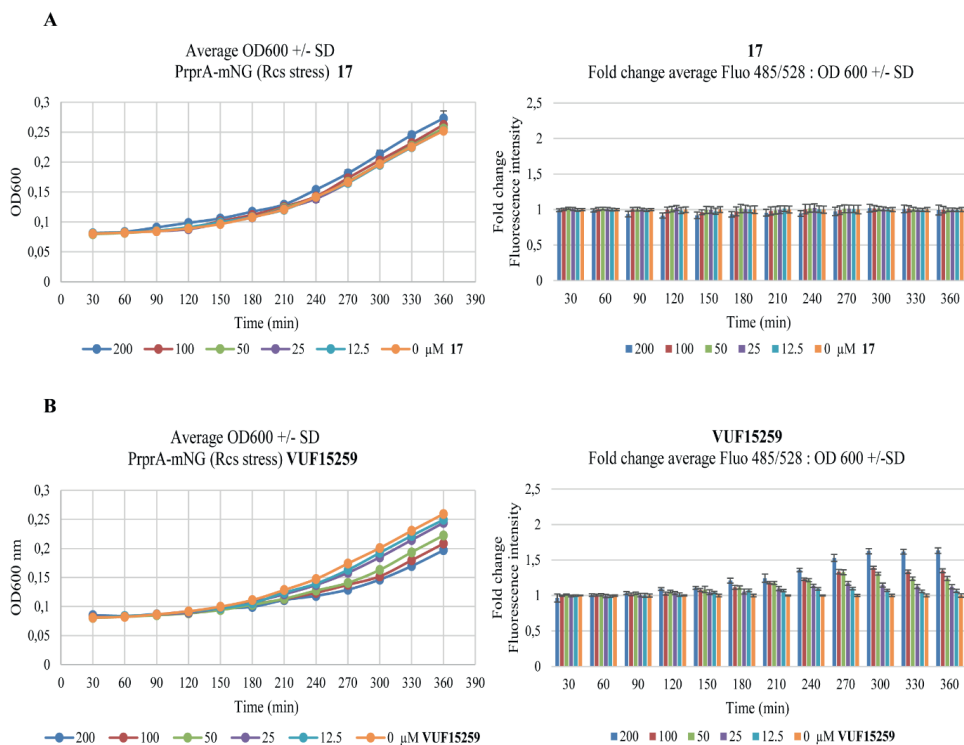 A
Average OD600 +/- SD
PrprA-mNG (Rcs stress) 17
0,3
0,25
0,2
0,15
0,1
0,05
0
OD600
0 30 60 90 120 150 180 210 240 270 300 330 360 390
Time (min)
200 100 50 25 12.5 0 µM 17
17
Fold change average Fluo 485/528 : OD 600 +/- SD
2,5
2
1,5
1
0,5
0
Fold change
Fluorescence intensity
30 60 90 120 150 180 210 240 270 300 330 360
Time (min)
200 100 50 25 12.5 0 µM 17
B
Average OD600 +/- SD
PrprA-mNG (Rcs stress) VUF15259
0,3
0,25
0,2
0,15
0,1
0,05
0
OD600 nm
0 30 60 90 120 150 180 210 240 270 300 330 360 390
Time (min)
200 100 50 25 12.5 0 µM VUF15259
VUF15259
Fold change average Fluo 485/528 : OD 600 +/-SD
2,5
2
1,5
1
0,5
0
Fold change
Fluorescence intensity
30 60 90 120 150 180 210 240 270 300 330 360
Time (min)
200 100 50 25 12.5 0 µM VUF15259